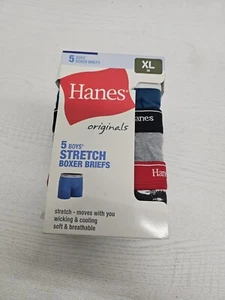 5 BOYS'
BOXER BRIEFS
XL
Hanes
originals
5 BOYS'
STRETCH
BOXER BRIEFS
Hanes
stretch - moves with you
wicking & cooling
soft & breathable